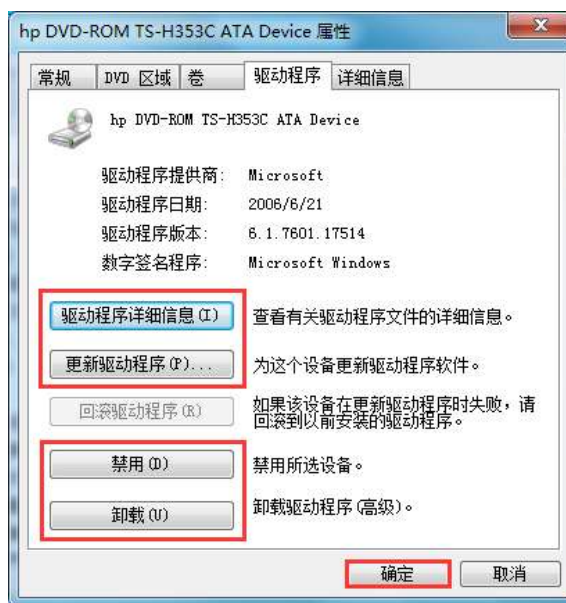 hp DVD-ROM TS-H353C ATA Device 属性
常规 DVD 区域 卷 驱动程序 详细信息
hp DVD-ROM TS-H353C ATA Device
驱动程序提供商: Microsoft
驱动程序日期: 2006/6/21
驱动程序版本: 6.1.7601.17514
数字签名程序: Microsoft Windows
驱动程序详细信息(I) 查看有关驱动程序文件的详细信息。
更新驱动程序(P)... 为这个设备更新驱动程序软件。
回滚驱动程序(R) 如果该设备在更新驱动程序时失败，请
回滚到以前安装的驱动程序。
禁用(D) 禁用所选设备。
卸载(U) 卸载驱动程序(高级)。
确定 取消